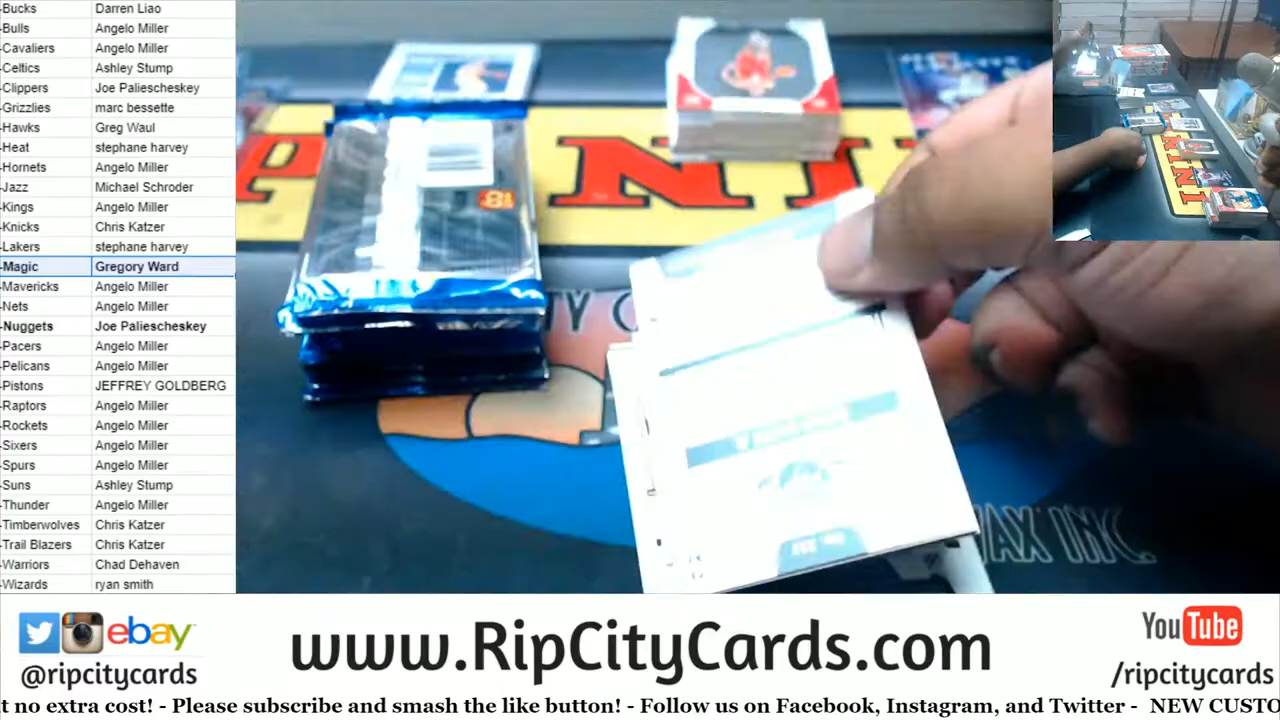 -Bucks Darren Liao
-Bulls Angelo Miller
-Cavaliers Angelo Miller
-Celtics Ashley Stump
-Clippers Joe Paliescheskey
-Grizzlies marc bessette
-Hawks Greg Waul
-Heat stephane harvey
-Hornets Angelo Miller
-Jazz Michael Schroder
-Kings Angelo Miller
-Knicks Chris Katzer
-Lakers stephane harvey
-Magic Gregory Ward
-Mavericks Angelo Miller
-Nets Angelo Miller
-Nuggets Joe Paliescheskey
-Pacers Angelo Miller
-Pelicans Angelo Miller
-Pistons JEFFREY GOLDBERG
-Raptors Angelo Miller
-Rockets Angelo Miller
-Sixers Angelo Miller
-Spurs Angelo Miller
-Suns Ashley Stump
-Thunder Angelo Miller
-Timberwolves Chris Katzer
-Trail Blazers Chris Katzer
-Warriors Chad Dehaven
-Wizards ryan smith
WAX INC.
ebay
@ripcitycards
www.RipCityCards.com
YouTube
/ripcitycards
t no extra cost! - Please subscribe and smash the like button! - Follow us on Facebook, Instagram, and Twitter - NEW CUSTO